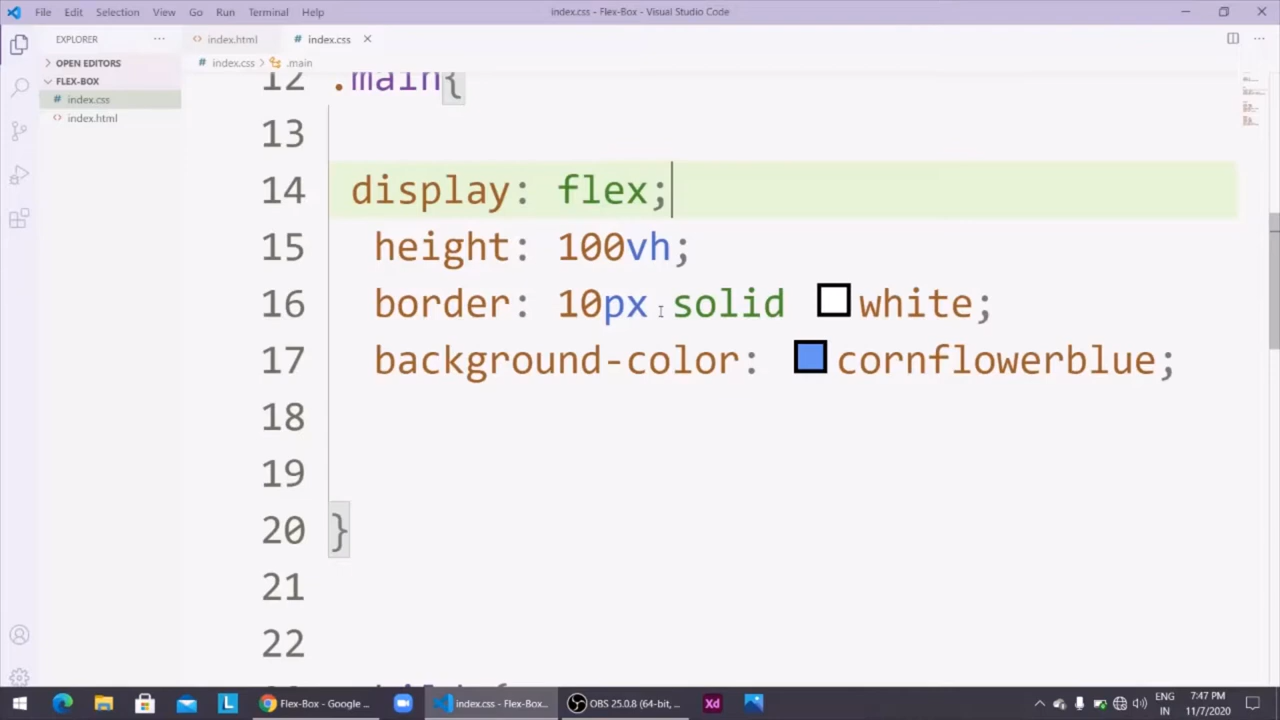 File Edit Selection View Go Run Terminal Help index.css - Flex-Box - Visual Studio Code
EXPLORER ··· <> index.html # index.css ×
> OPEN EDITORS # index.css > .main
FLEX-BOX
# index.css
<> index.html
12 .main{
13
14 display: flex;
15 height: 100vh;
16 border: 10px solid white;
17 background-color: cornflowerblue;
18
19
20 }
21
22
L Flex-Box - Google ... index.css - Flex-Box... OBS 25.0.8 (64-bit, ... Xd ENG 7:47 PM
IN 11/7/2020